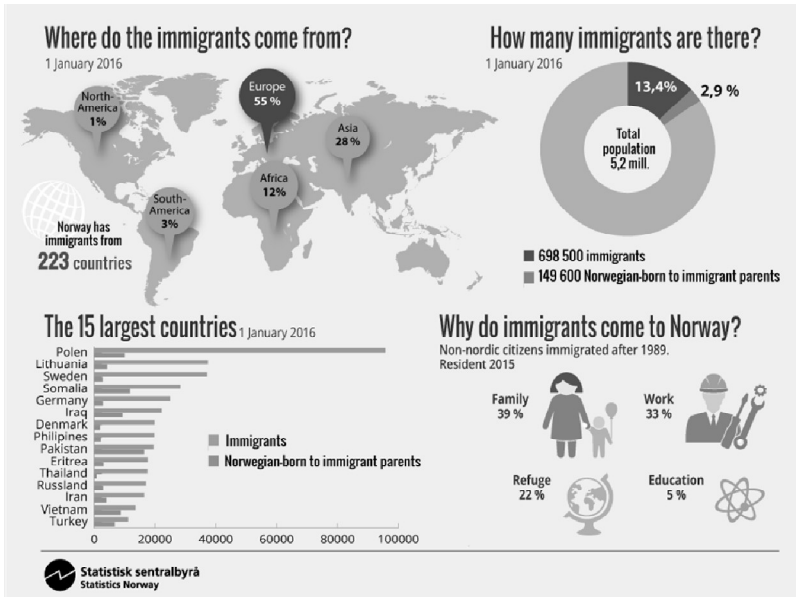 Where do the immigrants come from?
1 January 2016
North-
America
1%
Europe
55 %
Asia
28 %
Africa
12%
South-
America
3%
Norway has
immigrants from
223 countries
How many immigrants are there?
1 January 2016
13,4%
2,9 %
Total
population
5,2 mill.
698 500 immigrants
149 600 Norwegian-born to immigrant parents
The 15 largest countries 1 January 2016
Polen
Lithuania
Sweden
Somalia
Germany
Iraq
Denmark
Philipines
Pakistan
Eritrea
Thailand
Russland
Iran
Vietnam
Turkey
0 20000 40000 60000 80000 100000
Immigrants
Norwegian-born to immigrant parents
Why do immigrants come to Norway?
Non-nordic citizens immigrated after 1989.
Resident 2015
Family
39 %
Work
33 %
Refuge
22 %
Education
5 %
Statistisk sentralbyrå
Statistics Norway